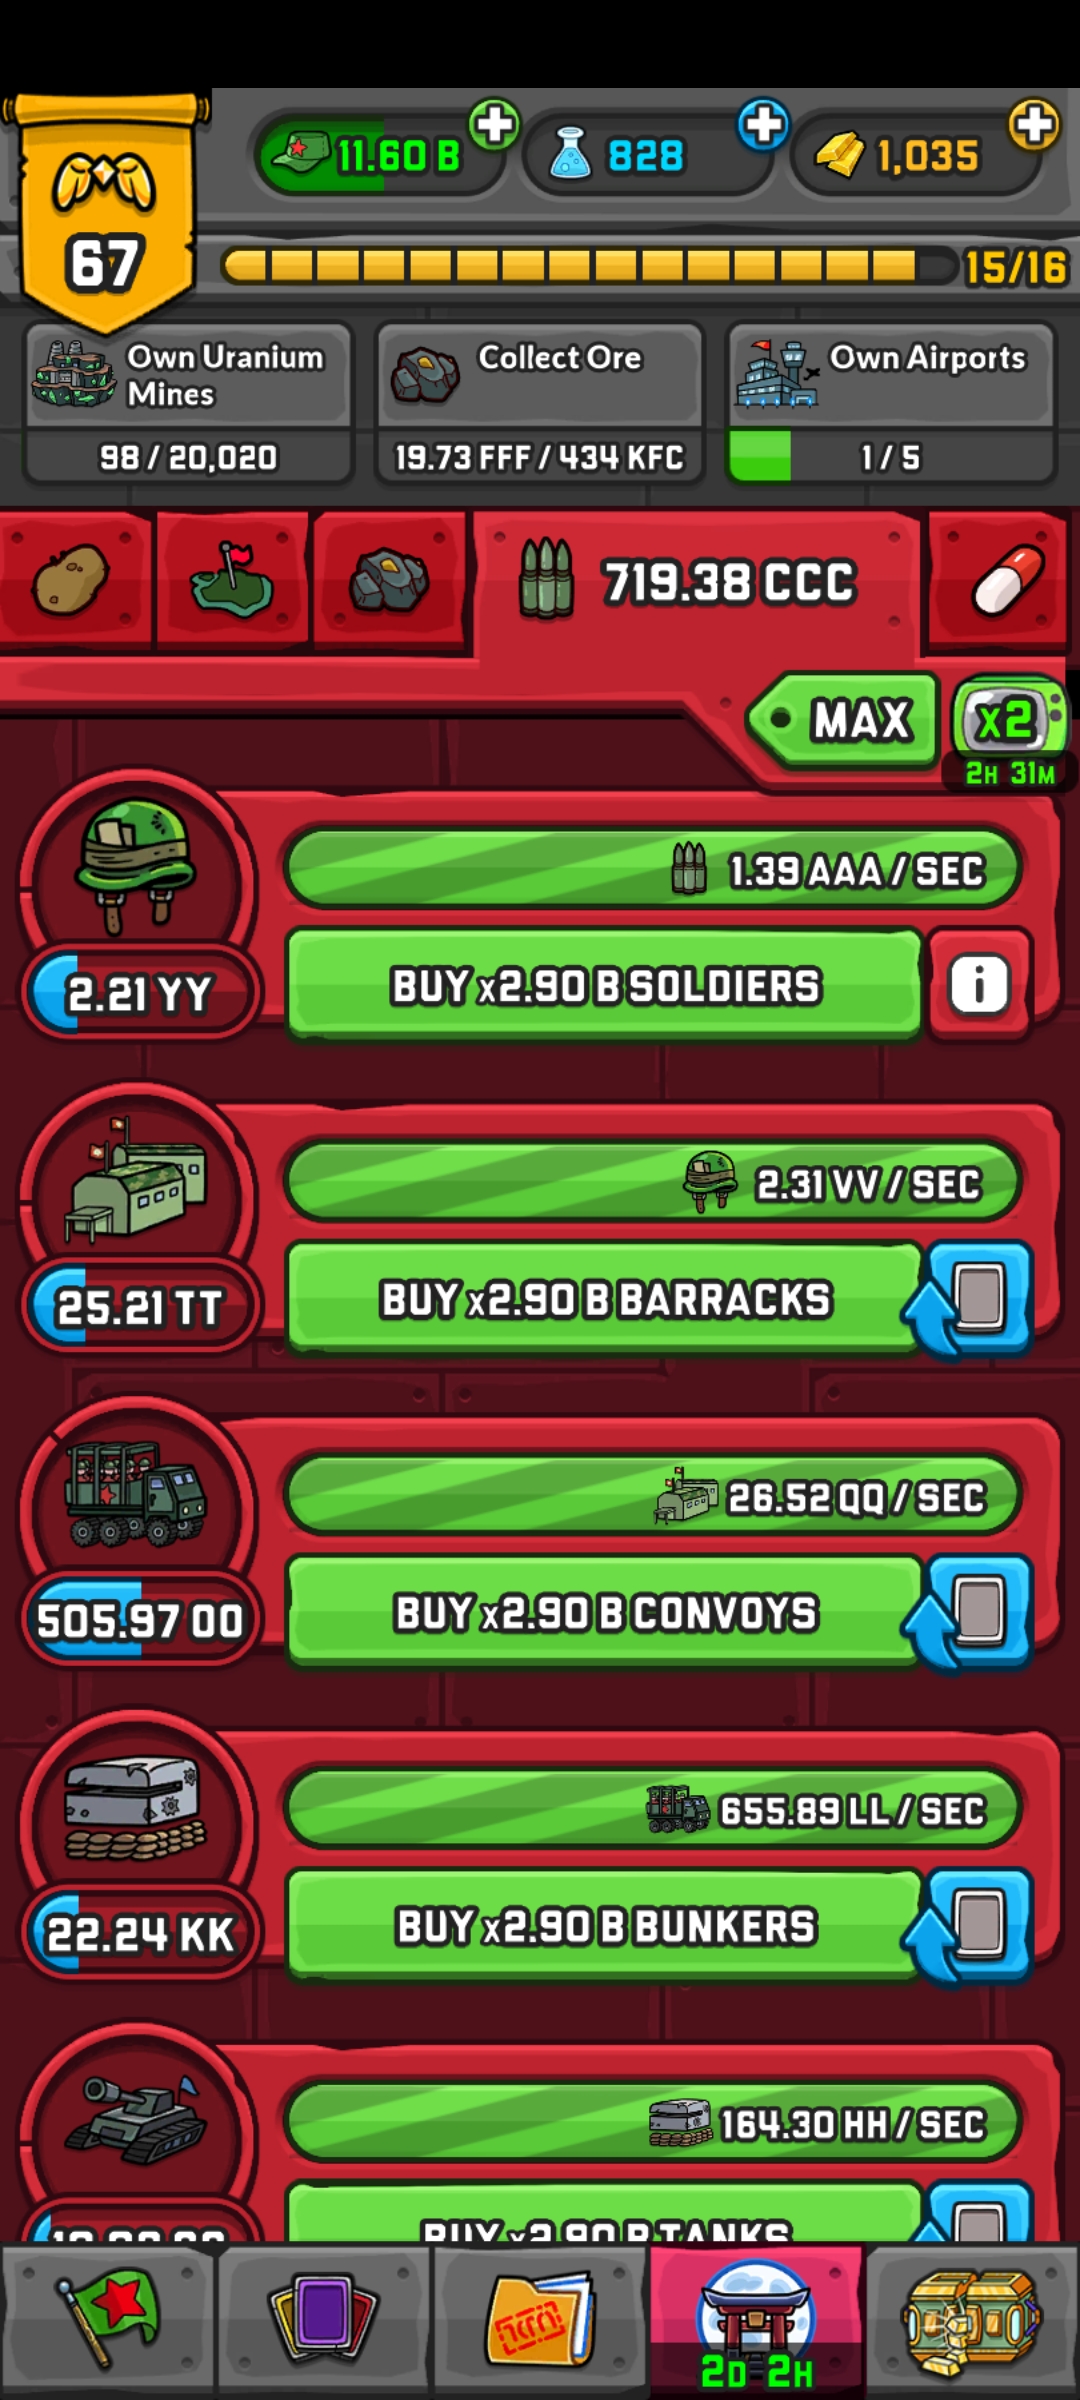 11.60 B
828
1,035
67
15/16
Own Uranium
Mines
98 / 20,020
Collect Ore
19.73 FFF / 434 KFC
Own Airports
1 / 5
719.38 CCC
MAX
x2
2H 31M
1.39 AAA / SEC
2.21 YY
BUY x2.90 B SOLDIERS
i
2.31 VV / SEC
25.21 TT
BUY x2.90 B BARRACKS
26.52 QQ / SEC
505.97 OO
BUY x2.90 B CONVOYS
655.89 LL / SEC
22.24 KK
BUY x2.90 B BUNKERS
164.30 HH / SEC
BUY x2.90 B TANKS
2D 2H